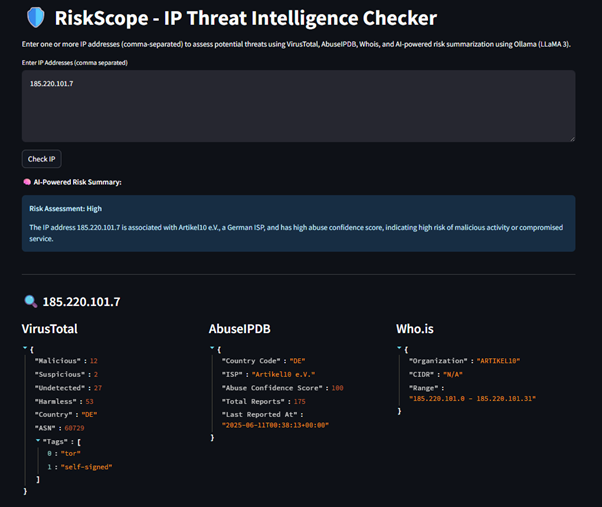 RiskScope - IP Threat Intelligence Checker
Enter one or more IP addresses (comma-separated) to assess potential threats using VirusTotal, AbuseIPDB, Whois, and AI-powered risk summarization using Ollama (LLaMA 3).
Enter IP Addresses (comma separated)
185.220.101.7
Check IP
AI-Powered Risk Summary:
Risk Assessment: High
The IP address 185.220.101.7 is associated with Artikel10 e.V., a German ISP, and has high abuse confidence score, indicating high risk of malicious activity or compromised
service.
185.220.101.7
VirusTotal
{
"Malicious" : 12
"Suspicious" : 2
"Undetected" : 27
"Harmless" : 53
"Country" : "DE"
"ASN" : 60729
"Tags" : [
0 : "tor"
1 : "self-signed"
]
}
AbuseIPDB
{
"Country Code" : "DE"
"ISP" : "Artikel10 e.V."
"Abuse Confidence Score" : 100
"Total Reports" : 175
"Last Reported At" :
"2025-06-11T00:38:13+00:00"
}
Who.is
{
"Organization" : "ARTIKEL10"
"CIDR" : "N/A"
"Range" :
"185.220.101.0 - 185.220.101.31"
}